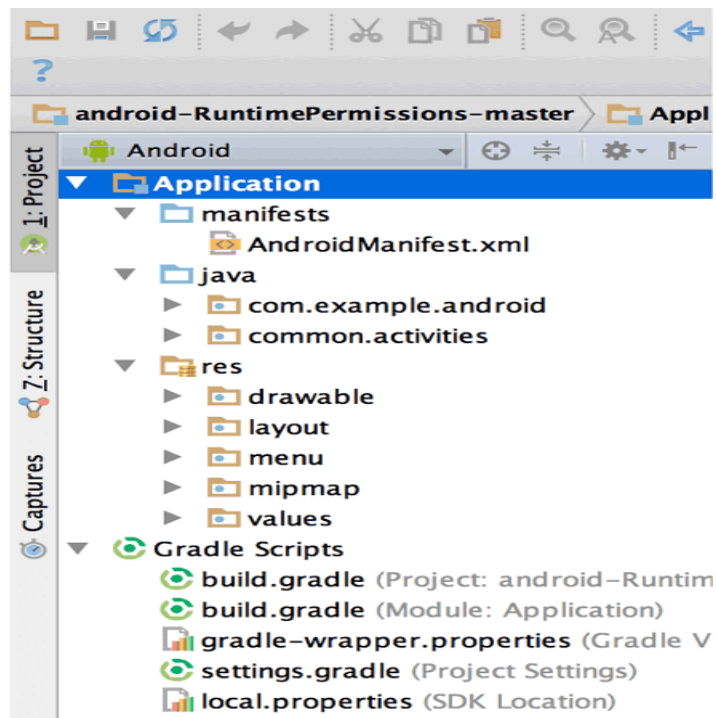 ?
android-RuntimePermissions-master Appl
1: Project
Android
Application
manifests
AndroidManifest.xml
java
com.example.android
common.activities
res
drawable
layout
menu
mipmap
values
Gradle Scripts
build.gradle (Project: android-Runtim
build.gradle (Module: Application)
gradle-wrapper.properties (Gradle V
settings.gradle (Project Settings)
local.properties (SDK Location)
7: Structure
Captures